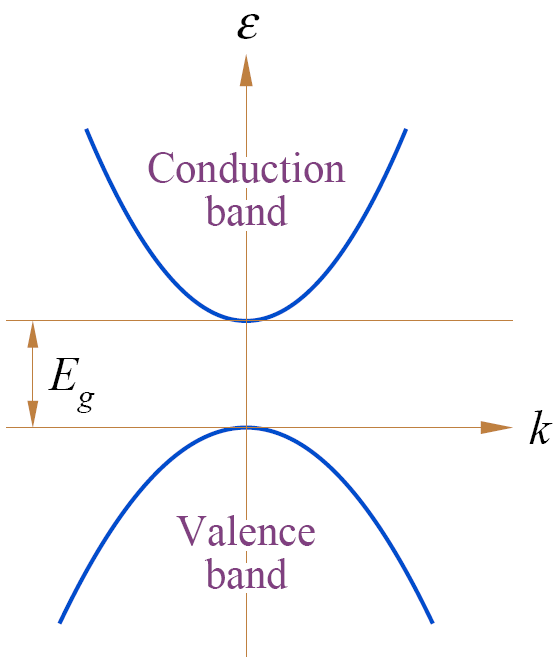 ε
Conduction
band
E_g
k
Valence
band